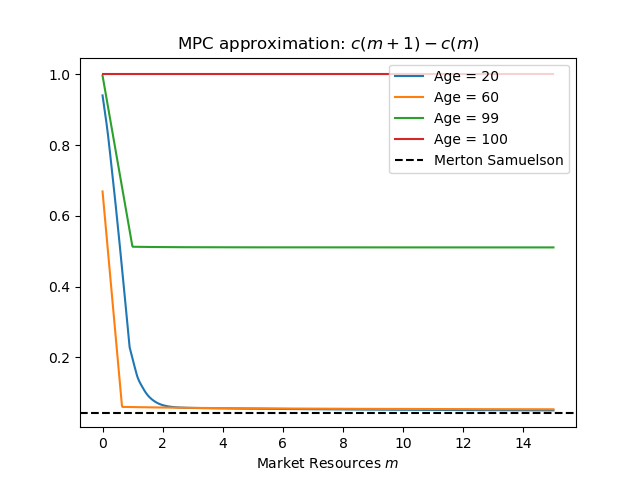 MPC approximation: c(m + 1) − c(m)
1.0
0.8
0.6
0.4
0.2
Age = 20
Age = 60
Age = 99
Age = 100
Merton Samuelson
0 2 4 6 8 10 12 14
Market Resources m